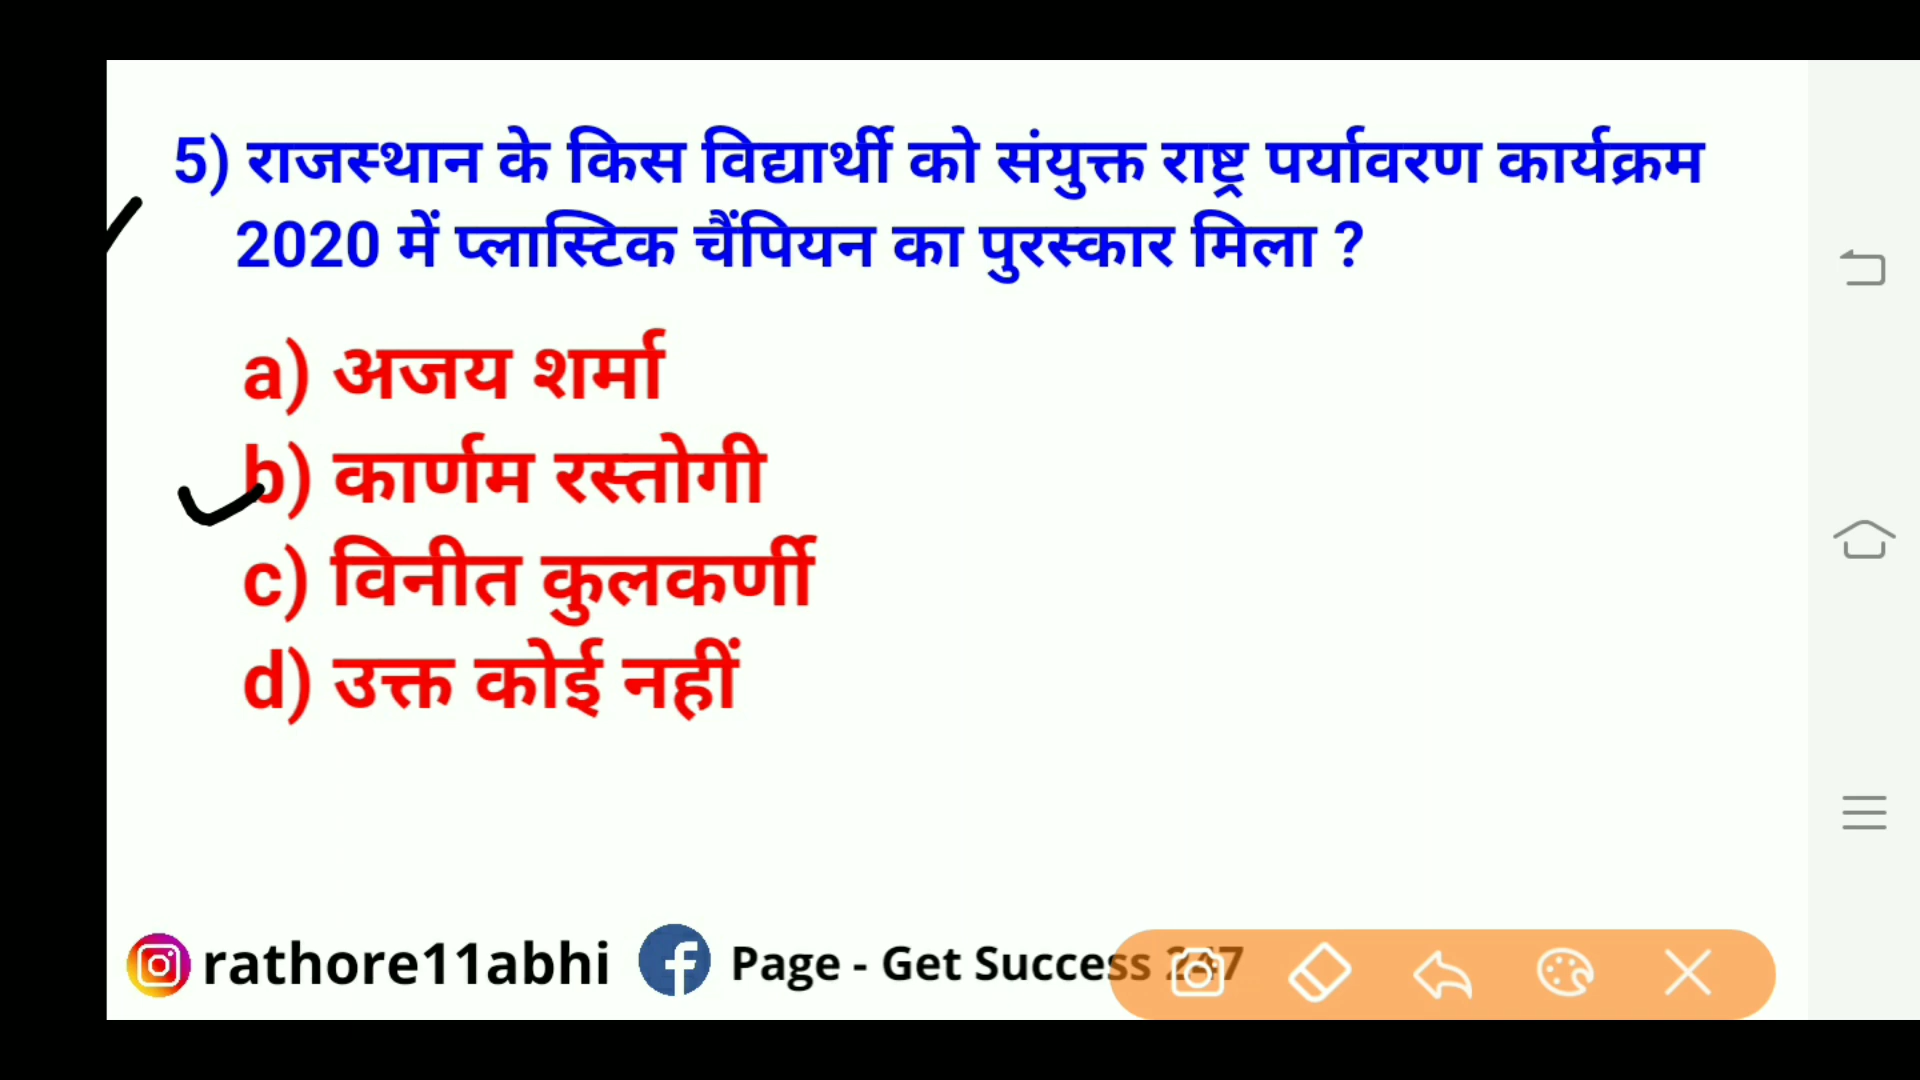 5) राजस्थान के किस विद्यार्थी को संयुक्त राष्ट्र पर्यावरण कार्यक्रम
2020 में प्लास्टिक चैंपियन का पुरस्कार मिला ?
a) अजय शर्मा
b) कार्णम रस्तोगी
c) विनीत कुलकर्णी
d) उक्त कोई नहीं
rathore11abhi Page - Get Success 247